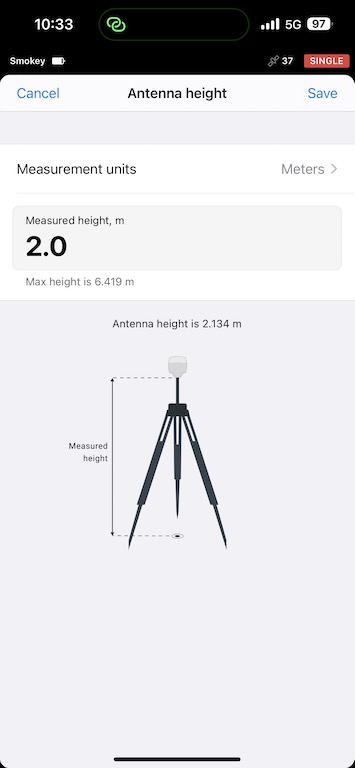 10:33
5G
97
Smokey
37
SINGLE
Cancel
Antenna height
Save
Measurement units
Meters
Measured height, m
2.0
Max height is 6.419 m
Antenna height is 2.134 m
Measured
height